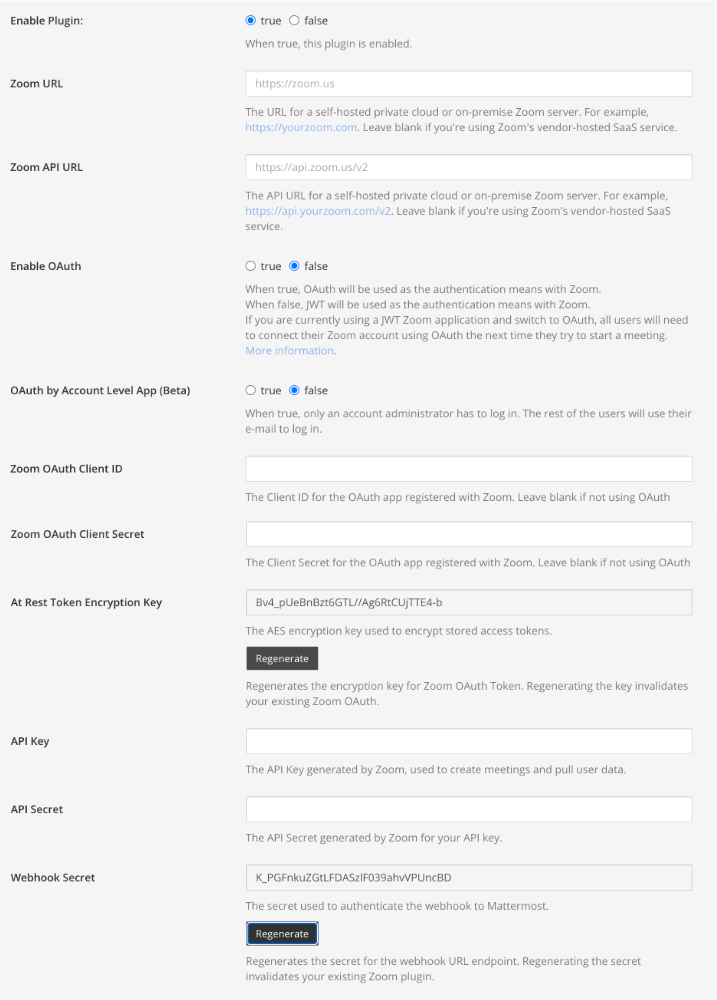 Enable Plugin: true false
When true, this plugin is enabled.
Zoom URL https://zoom.us
The URL for a self-hosted private cloud or on-premise Zoom server. For example,
https://yourzoom.com. Leave blank if you're using Zoom's vendor-hosted SaaS service.
Zoom API URL https://api.zoom.us/v2
The API URL for a self-hosted private cloud or on-premise Zoom server. For example,
https://api.yourzoom.com/v2. Leave blank if you're using Zoom's vendor-hosted SaaS
service.
Enable OAuth true false
When true, OAuth will be used as the authentication means with Zoom.
When false, JWT will be used as the authentication means with Zoom.
If you are currently using a JWT Zoom application and switch to OAuth, all users will need
to connect their Zoom account using OAuth the next time they try to start a meeting.
More information.
OAuth by Account Level App (Beta) true false
When true, only an account administrator has to log in. The rest of the users will use their
e-mail to log in.
Zoom OAuth Client ID
The Client ID for the OAuth app registered with Zoom. Leave blank if not using OAuth
Zoom OAuth Client Secret
The Client Secret for the OAuth app registered with Zoom. Leave blank if not using OAuth
At Rest Token Encryption Key Bv4_pUeBnBzt6GTL//Ag6RtCUjTTE4-b
The AES encryption key used to encrypt stored access tokens.
Regenerate
Regenerates the encryption key for Zoom OAuth Token. Regenerating the key invalidates
your existing Zoom OAuth.
API Key
The API Key generated by Zoom, used to create meetings and pull user data.
API Secret
The API Secret generated by Zoom for your API key.
Webhook Secret K_PGFnkuZGtLFDASzlF039ahvVPUncBD
The secret used to authenticate the webhook to Mattermost.
Regenerate
Regenerates the secret for the webhook URL endpoint. Regenerating the secret
invalidates your existing Zoom plugin.